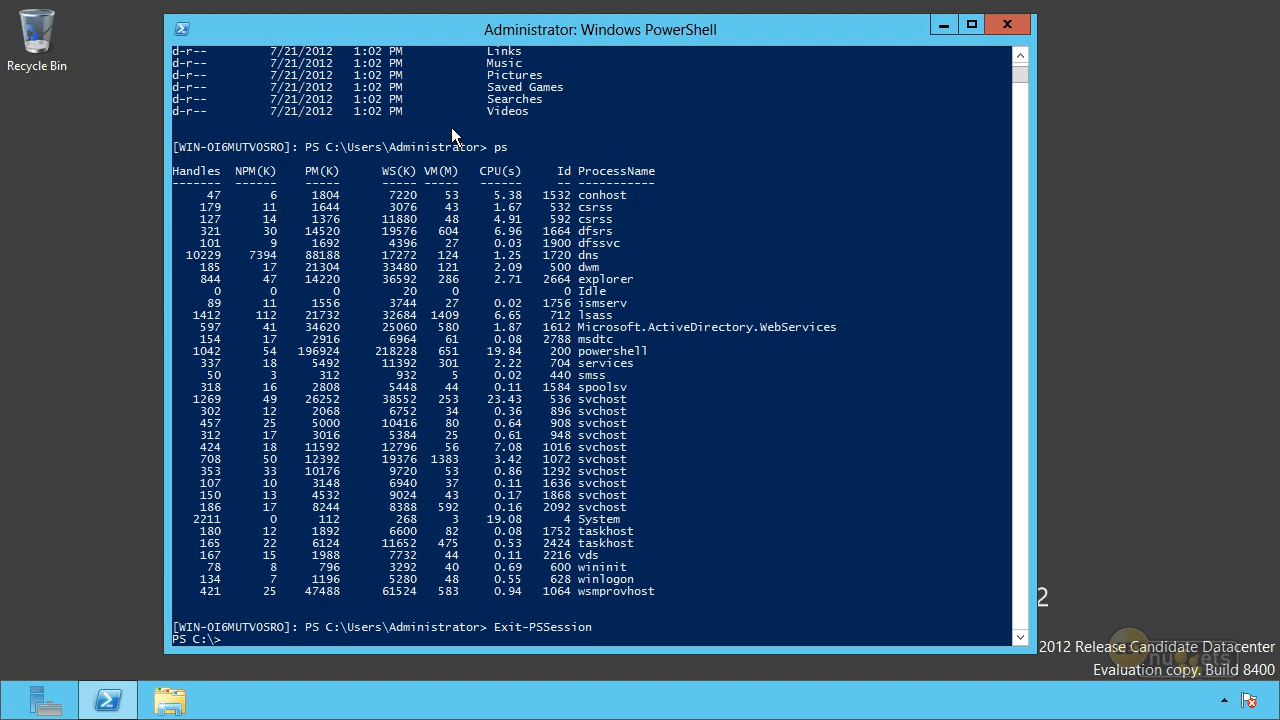 Recycle Bin
Administrator: Windows PowerShell
d-r-- 7/21/2012 1:02 PM Links
d-r-- 7/21/2012 1:02 PM Music
d-r-- 7/21/2012 1:02 PM Pictures
d-r-- 7/21/2012 1:02 PM Saved Games
d-r-- 7/21/2012 1:02 PM Searches
d-r-- 7/21/2012 1:02 PM Videos
[WIN-OI6MUTVOSRO]: PS C:\Users\Administrator> ps
Handles NPM(K) PM(K) WS(K) VM(M) CPU(s) Id ProcessName
------- ------ ----- ----- ----- ------ -- -----------
47 6 1804 7220 53 5.38 1532 conhost
179 11 1644 3076 43 1.67 532 csrss
127 14 1376 11880 48 4.91 592 csrss
321 30 14520 19576 604 6.96 1664 dfsrs
101 9 1692 4396 27 0.03 1900 dfssvc
10229 7394 88188 17272 124 1.25 1720 dns
185 17 21304 33480 121 2.09 500 dwm
844 47 14220 36592 286 2.71 2664 explorer
0 0 0 20 0 0 Idle
89 11 1556 3744 27 0.02 1756 ismserv
1412 112 21732 32684 1409 6.65 712 lsass
597 41 34620 25060 580 1.87 1612 Microsoft.ActiveDirectory.WebServices
154 17 2916 6964 61 0.08 2788 msdtc
1042 54 196924 218228 651 19.84 200 powershell
337 18 5492 11392 301 2.22 704 services
50 3 312 932 5 0.02 440 smss
318 16 2808 5448 44 0.11 1584 spoolsv
1269 49 26252 38552 253 23.43 536 svchost
302 12 2068 6752 34 0.36 896 svchost
457 25 5000 10416 80 0.64 908 svchost
312 17 3016 5384 25 0.61 948 svchost
424 18 11592 12796 56 7.08 1016 svchost
708 50 12392 19376 1383 3.42 1072 svchost
353 33 10176 9720 53 0.86 1292 svchost
107 10 3148 6940 37 0.11 1636 svchost
150 13 4532 9024 43 0.17 1868 svchost
186 17 8244 8388 592 0.16 2092 svchost
2211 0 112 268 3 19.08 4 System
180 12 1892 6600 82 0.08 1752 taskhost
165 22 6124 11652 475 0.53 2424 taskhost
167 15 1988 7732 44 0.11 2216 vds
78 8 796 3292 40 0.69 600 wininit
134 7 1196 5280 48 0.55 628 winlogon
421 25 47488 61524 583 0.94 1064 wsmprovhost
[WIN-OI6MUTVOSRO]: PS C:\Users\Administrator> Exit-PSSession
PS C:\>
2
2012 Release Candidate Datacenter
nuggets
Evaluation copy. Build 8400